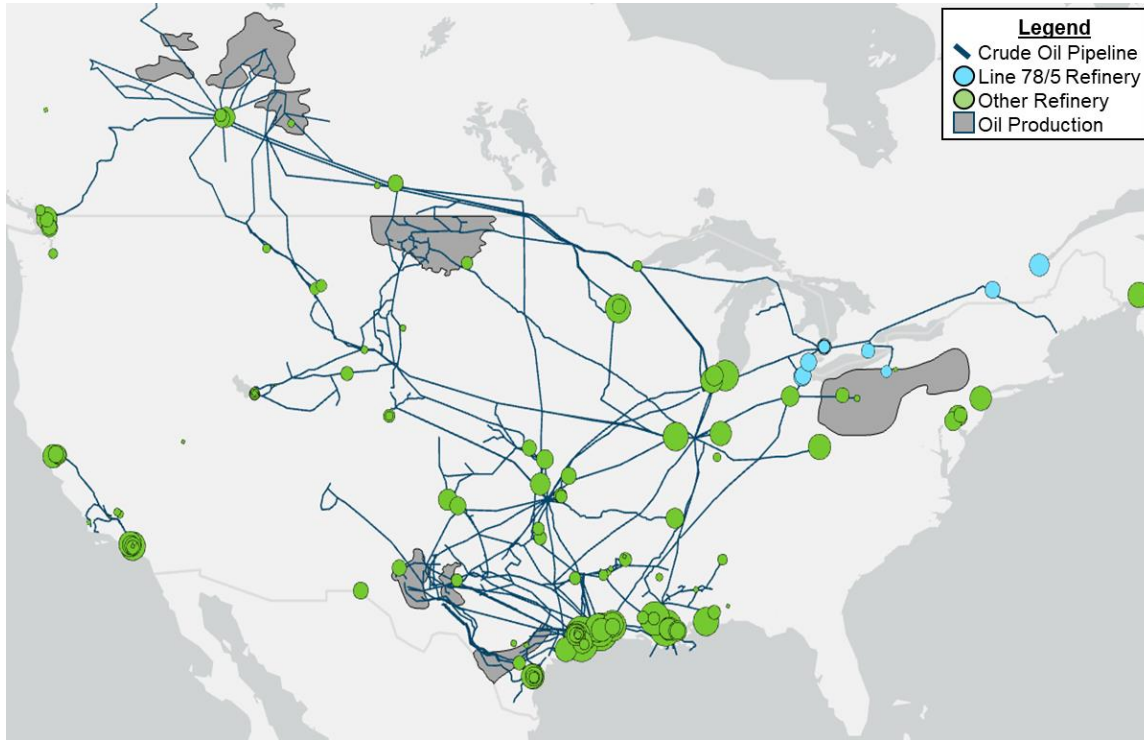 Legend
Crude Oil Pipeline
Line 78/5 Refinery
Other Refinery
Oil Production